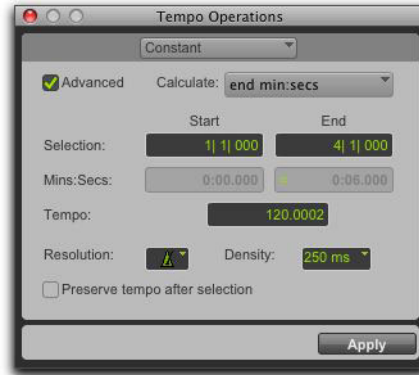 Tempo Operations
Constant
Advanced Calculate: end min:secs
Start End
Selection: 1| 1| 000 4| 1| 000
Mins:Secs: 0:00.000 0:06.000
Tempo: 120.0002
Resolution: Density: 250 ms
Preserve tempo after selection
Apply